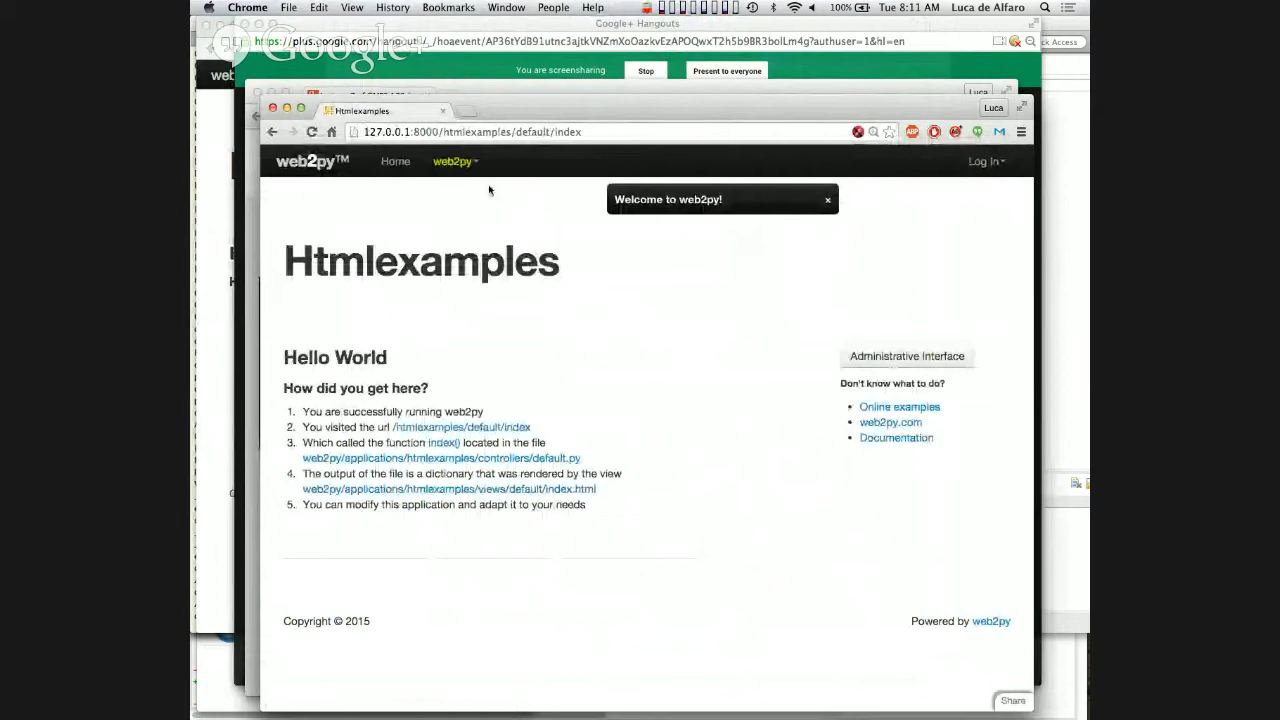 Chrome File Edit View History Bookmarks Window People Help 100% Tue 8:11 AM Luca de Alfaro
Google+ Hangouts
Google+
You are screensharing Stop Present to everyone
Luca
Htmlexamples × Luca
127.0.0.1:8000/htmlexamples/default/index
web2py™ Home web2py Log In
Welcome to web2py! ×
Htmlexamples
Hello World
How did you get here?
1. You are successfully running web2py
2. You visited the url /htmlexamples/default/index
3. Which called the function index() located in the file
web2py/applications/htmlexamples/controllers/default.py
4. The output of the file is a dictionary that was rendered by the view
web2py/applications/htmlexamples/views/default/index.html
5. You can modify this application and adapt it to your needs
Administrative Interface
Don't know what to do?
• Online examples
• web2py.com
• Documentation
Copyright © 2015
Powered by web2py
Share